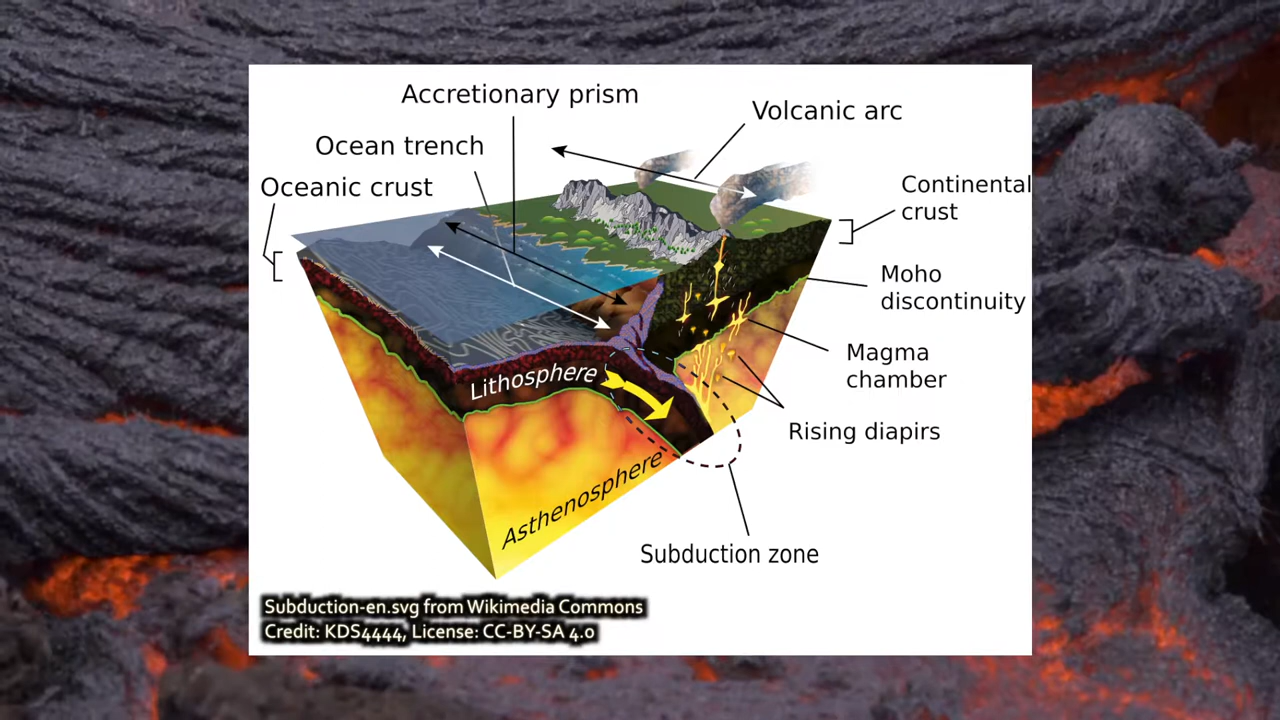 Accretionary prism
Volcanic arc
Ocean trench
Oceanic crust
Continental
crust
Moho
discontinuity
Magma
chamber
Lithosphere
Rising diapirs
Asthenosphere
Subduction zone
Subduction-en.svg from Wikimedia Commons
Credit: KDS4444, License: CC-BY-SA 4.0